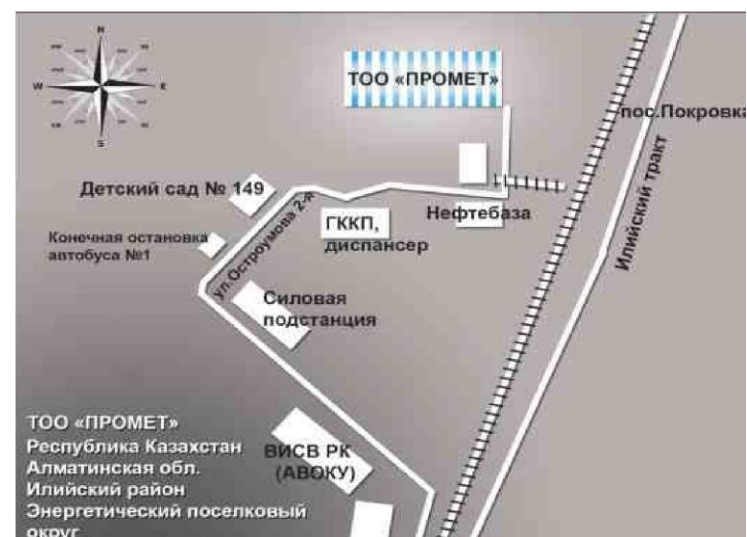 N
W
E
S
ТОО «ПРОМЕТ»
пос.Покровка
Илийский тракт
Детский сад № 149
Нефтебаза
ГККП,
диспансер
Конечная остановка
автобуса №1
ул.Остроумова 2-я
Силовая
подстанция
ВИСВ РК
(АВОКУ)
ТОО «ПРОМЕТ»
Республика Казахстан
Алматинская обл.
Илийский район
Энергетический поселковый
округ